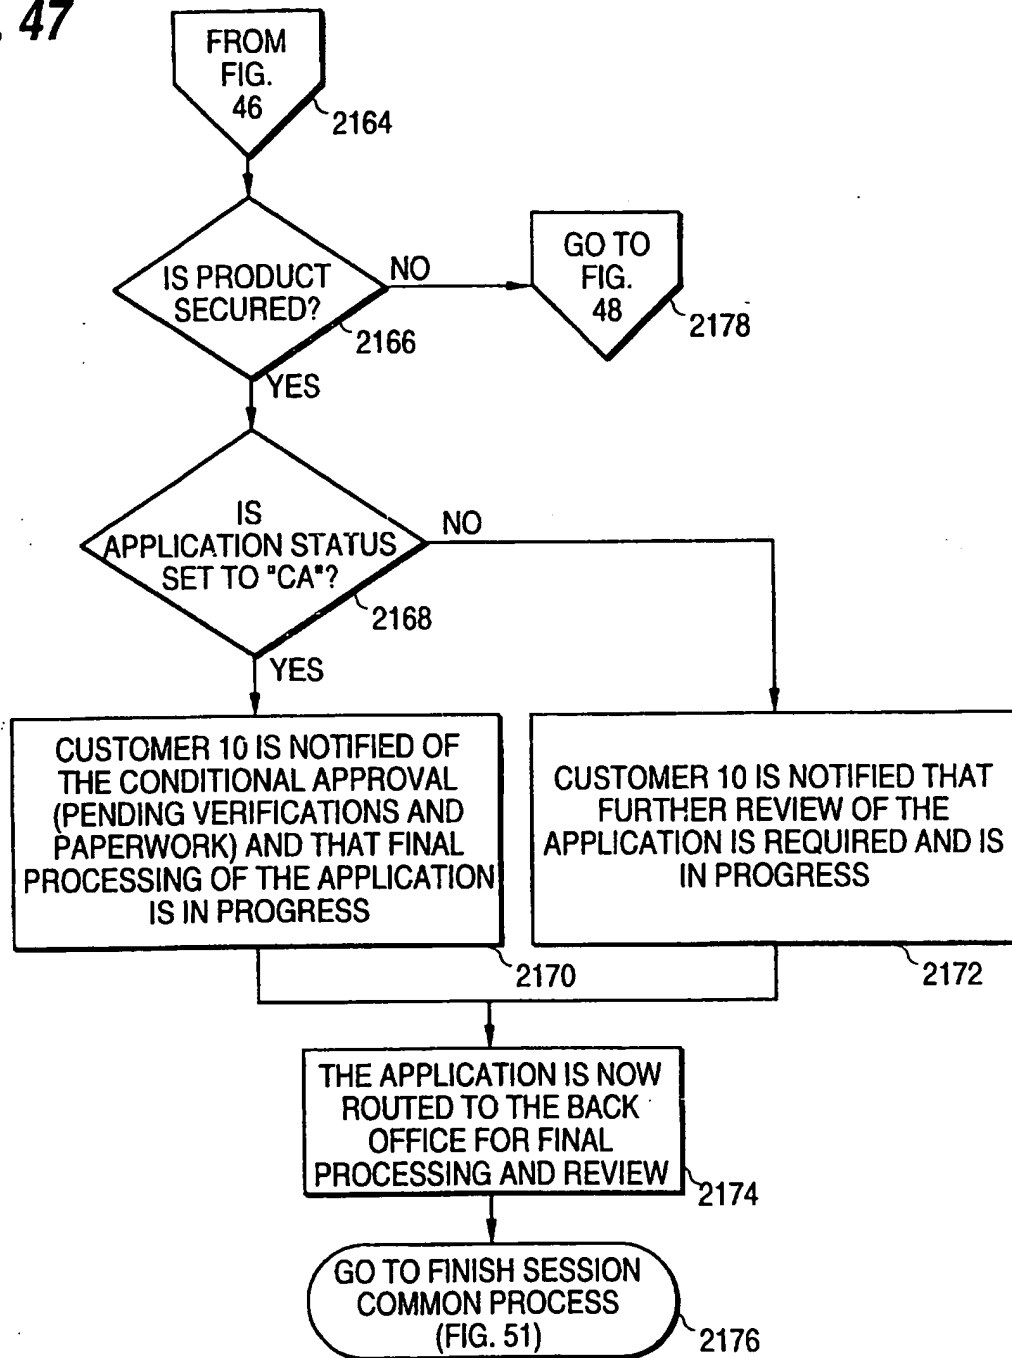 . 47
FROM
FIG.
46
2164
IS PRODUCT
SECURED?
2166
NO
GO TO
FIG.
48
2178
YES
IS
APPLICATION STATUS
SET TO "CA"?
2168
NO
YES
CUSTOMER 10 IS NOTIFIED OF
THE CONDITIONAL APPROVAL
(PENDING VERIFICATIONS AND
PAPERWORK) AND THAT FINAL
PROCESSING OF THE APPLICATION
IS IN PROGRESS
2170
CUSTOMER 10 IS NOTIFIED THAT
FURTHER REVIEW OF THE
APPLICATION IS REQUIRED AND IS
IN PROGRESS
2172
THE APPLICATION IS NOW
ROUTED TO THE BACK
OFFICE FOR FINAL
PROCESSING AND REVIEW
2174
GO TO FINISH SESSION
COMMON PROCESS
(FIG. 51)
2176